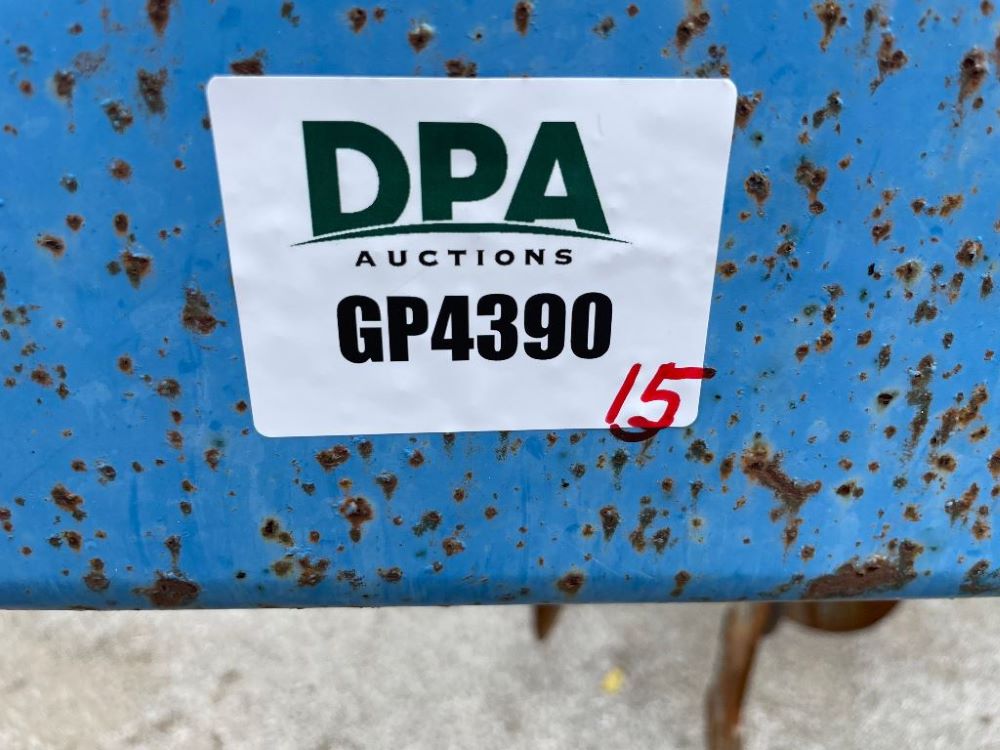 DPA
AUCTIONS
GP4390
15